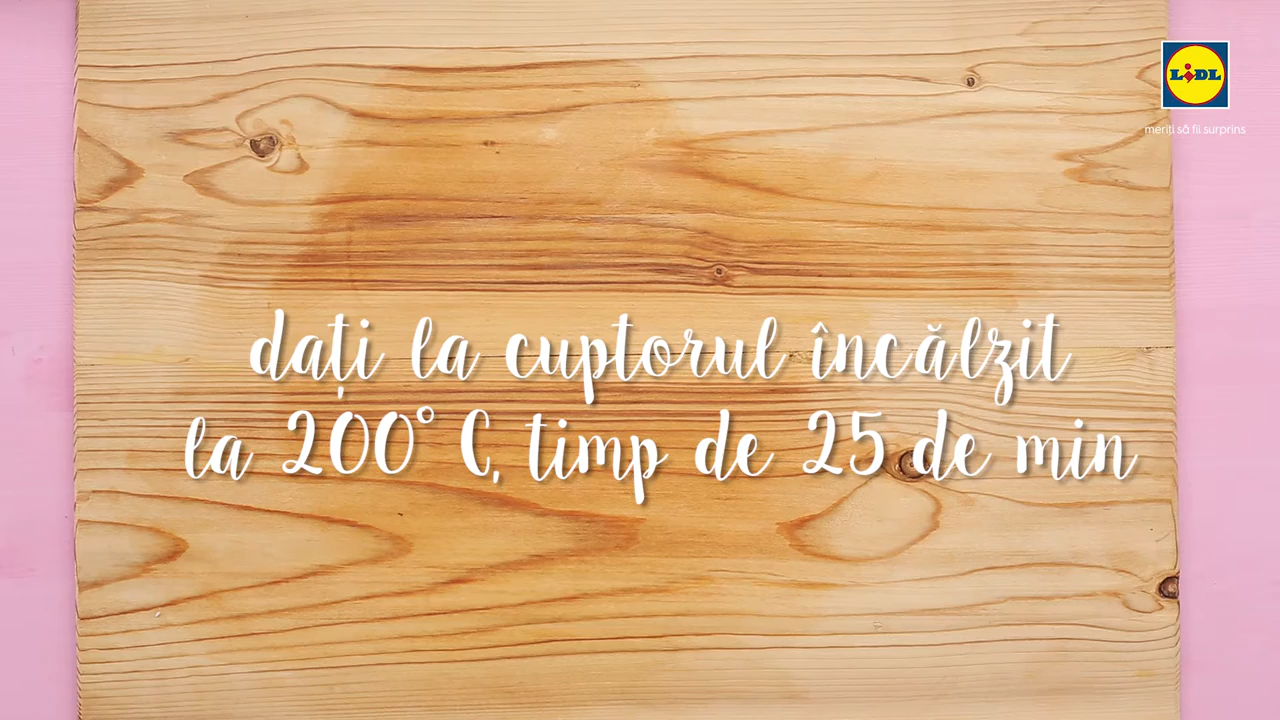 LIDL
meriți să fii surprins
dați la cuptorul încălzit
la 200° C, timp de 25 de min